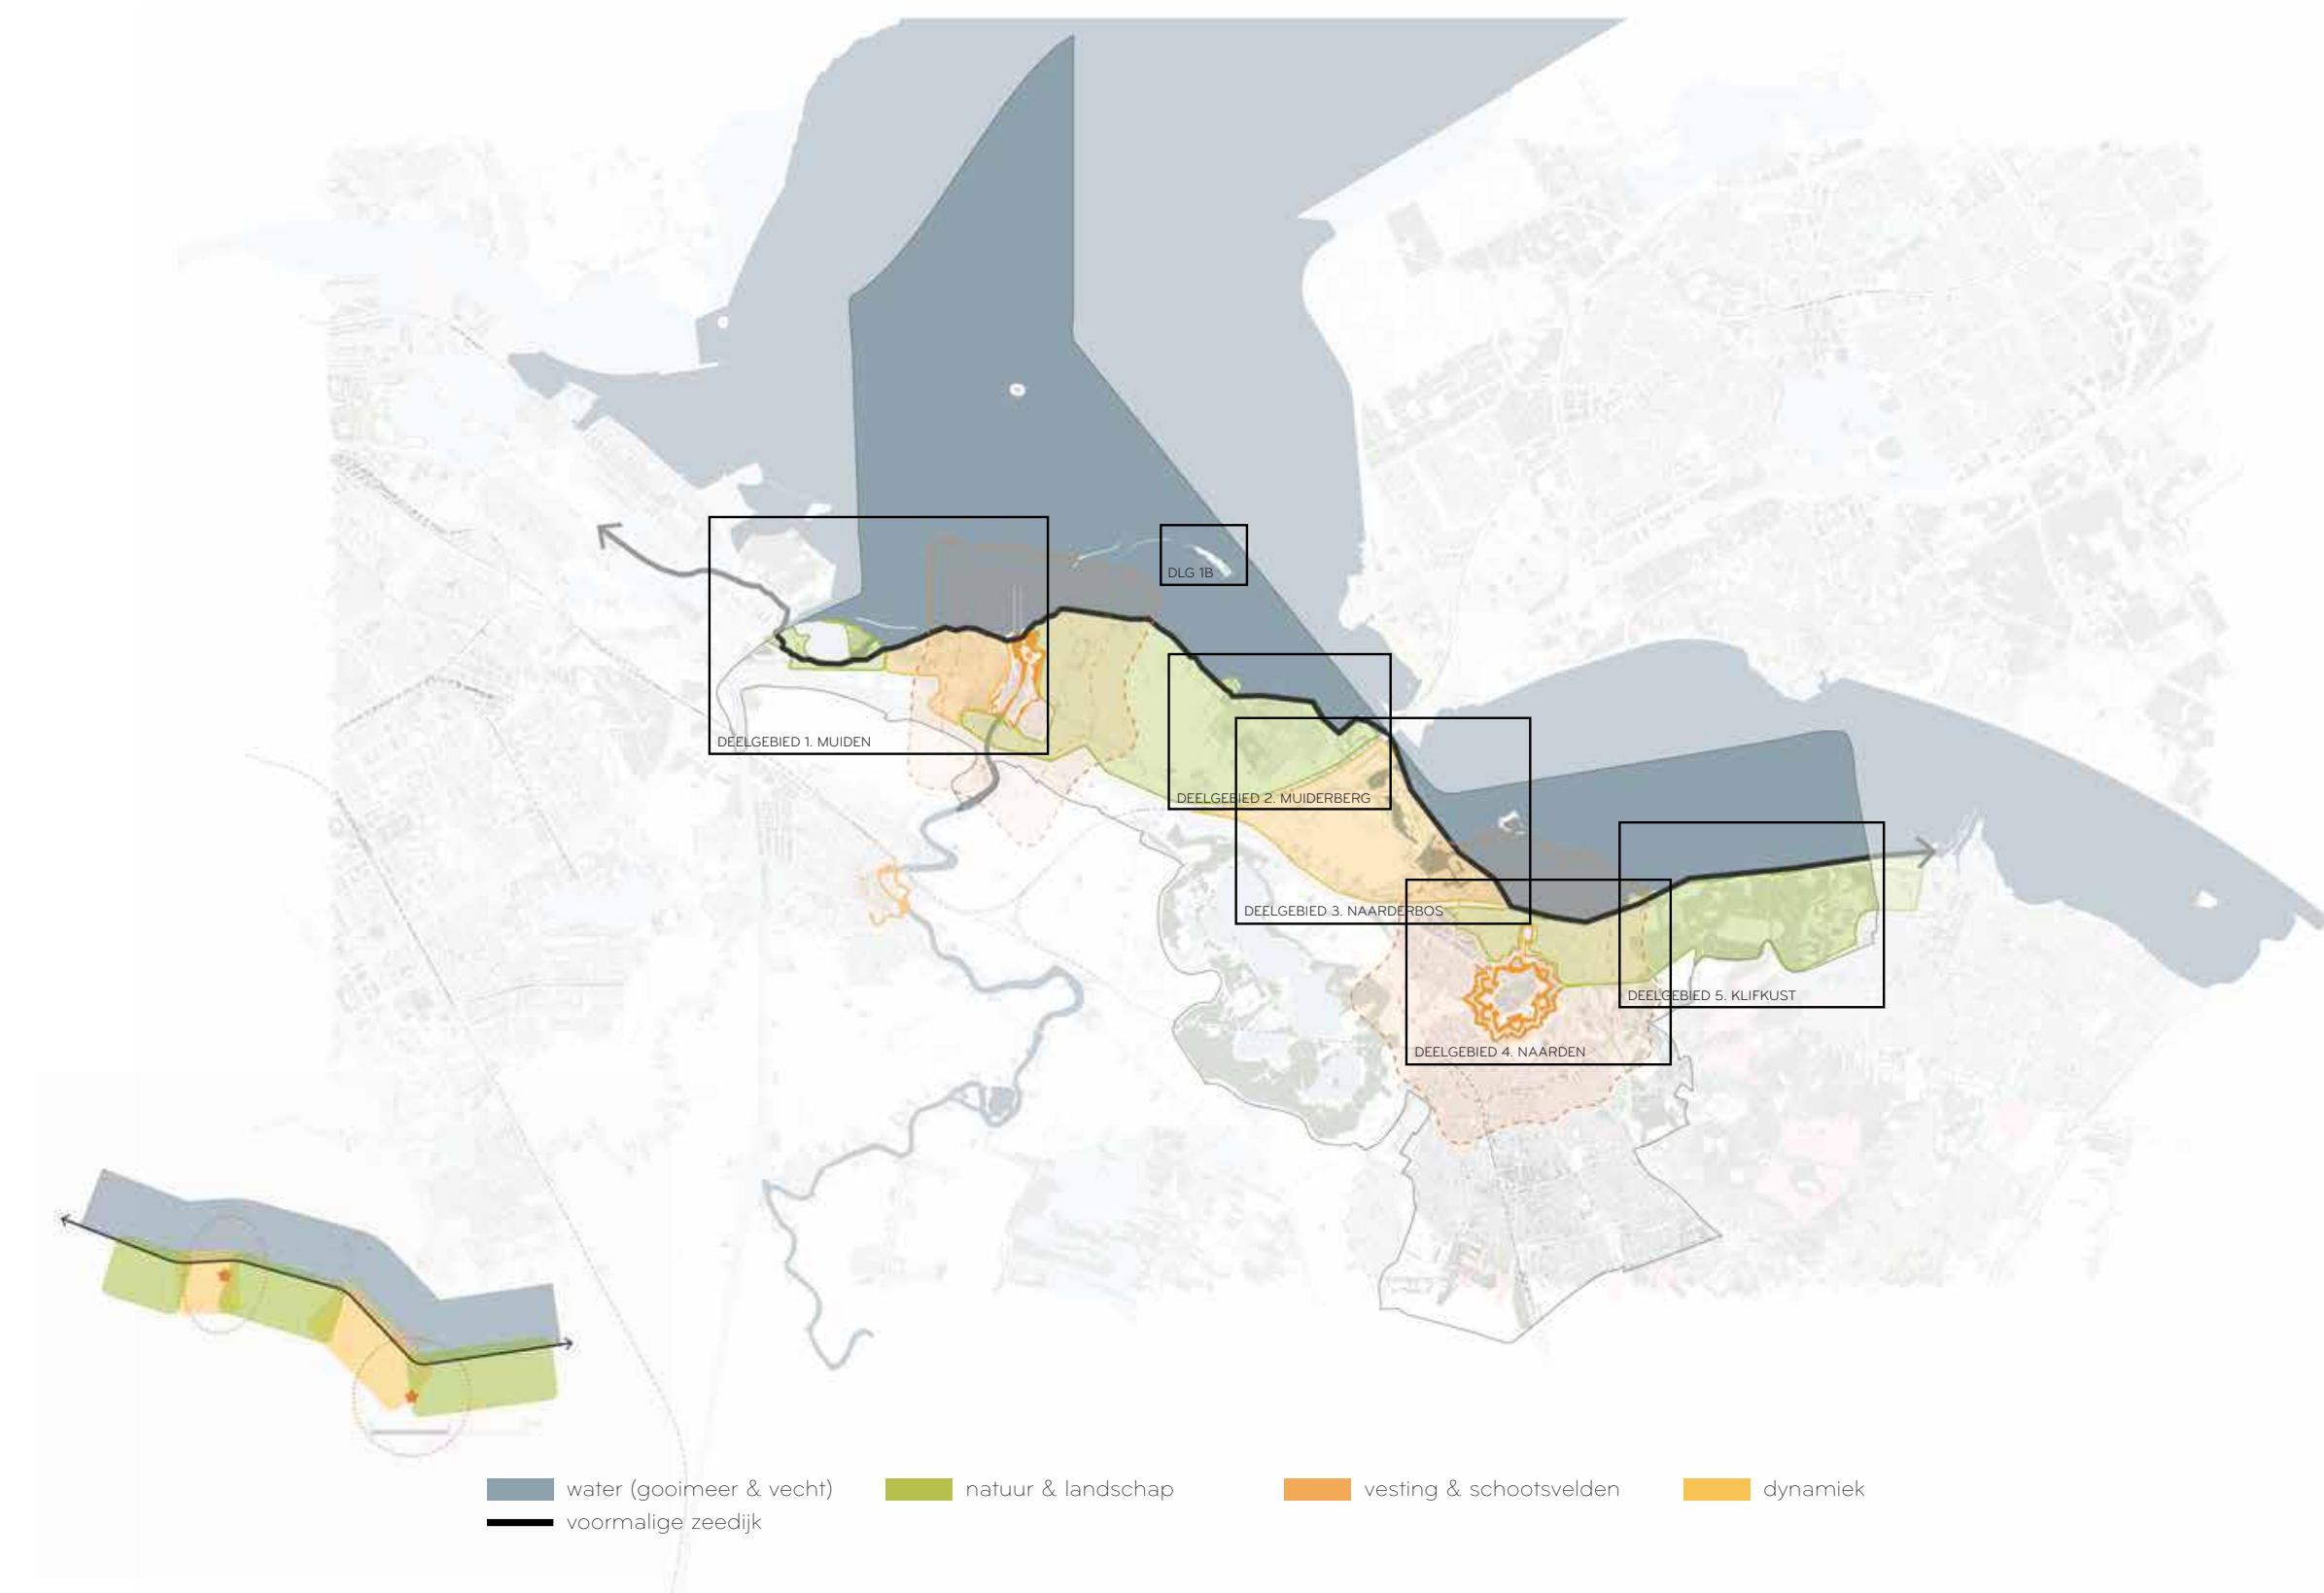 DLG 1B
DEELGEBIED 1. MUIDEN
DEELGEBIED 2. MUIDERBERG
DEELGEBIED 3. NAARDERBOS
DEELGEBIED 5. KLIFKUST
DEELGEBIED 4. NAARDEN
water (gooimeer & vecht)
natuur & landschap
vesting & schootsvelden
dynamiek
voormalige zeedijk